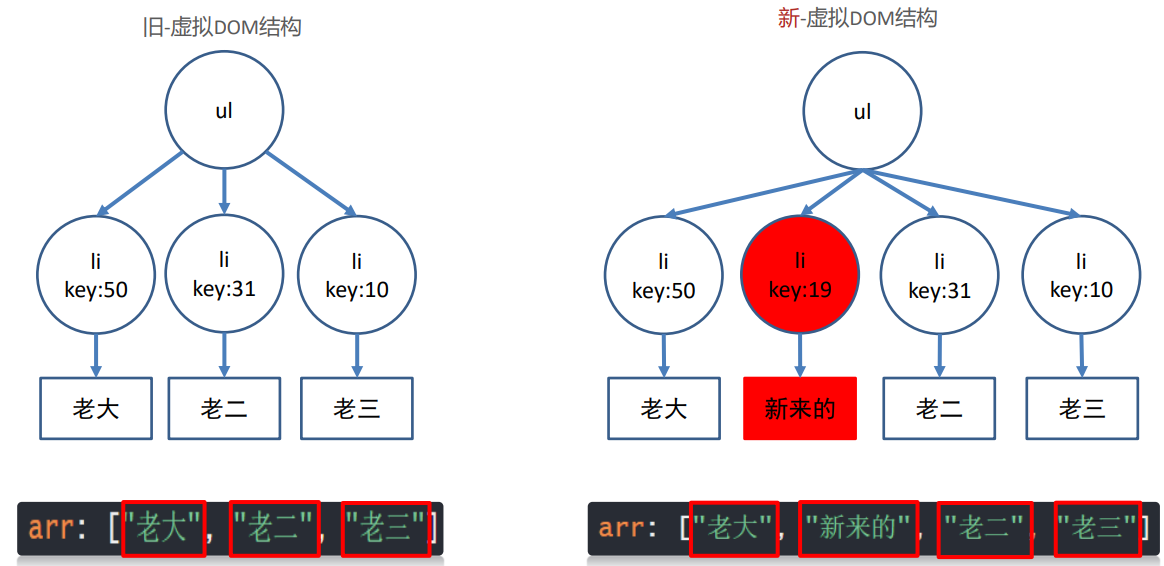 旧-虚拟DOM结构
新-虚拟DOM结构
ul
ul
li
key:50
li
key:31
li
key:10
li
key:50
li
key:19
li
key:31
li
key:10
老大
老二
老三
老大
新来的
老二
老三
arr: ["老大", "老二", "老三"]
arr: ["老大", "新来的", "老二", "老三"]